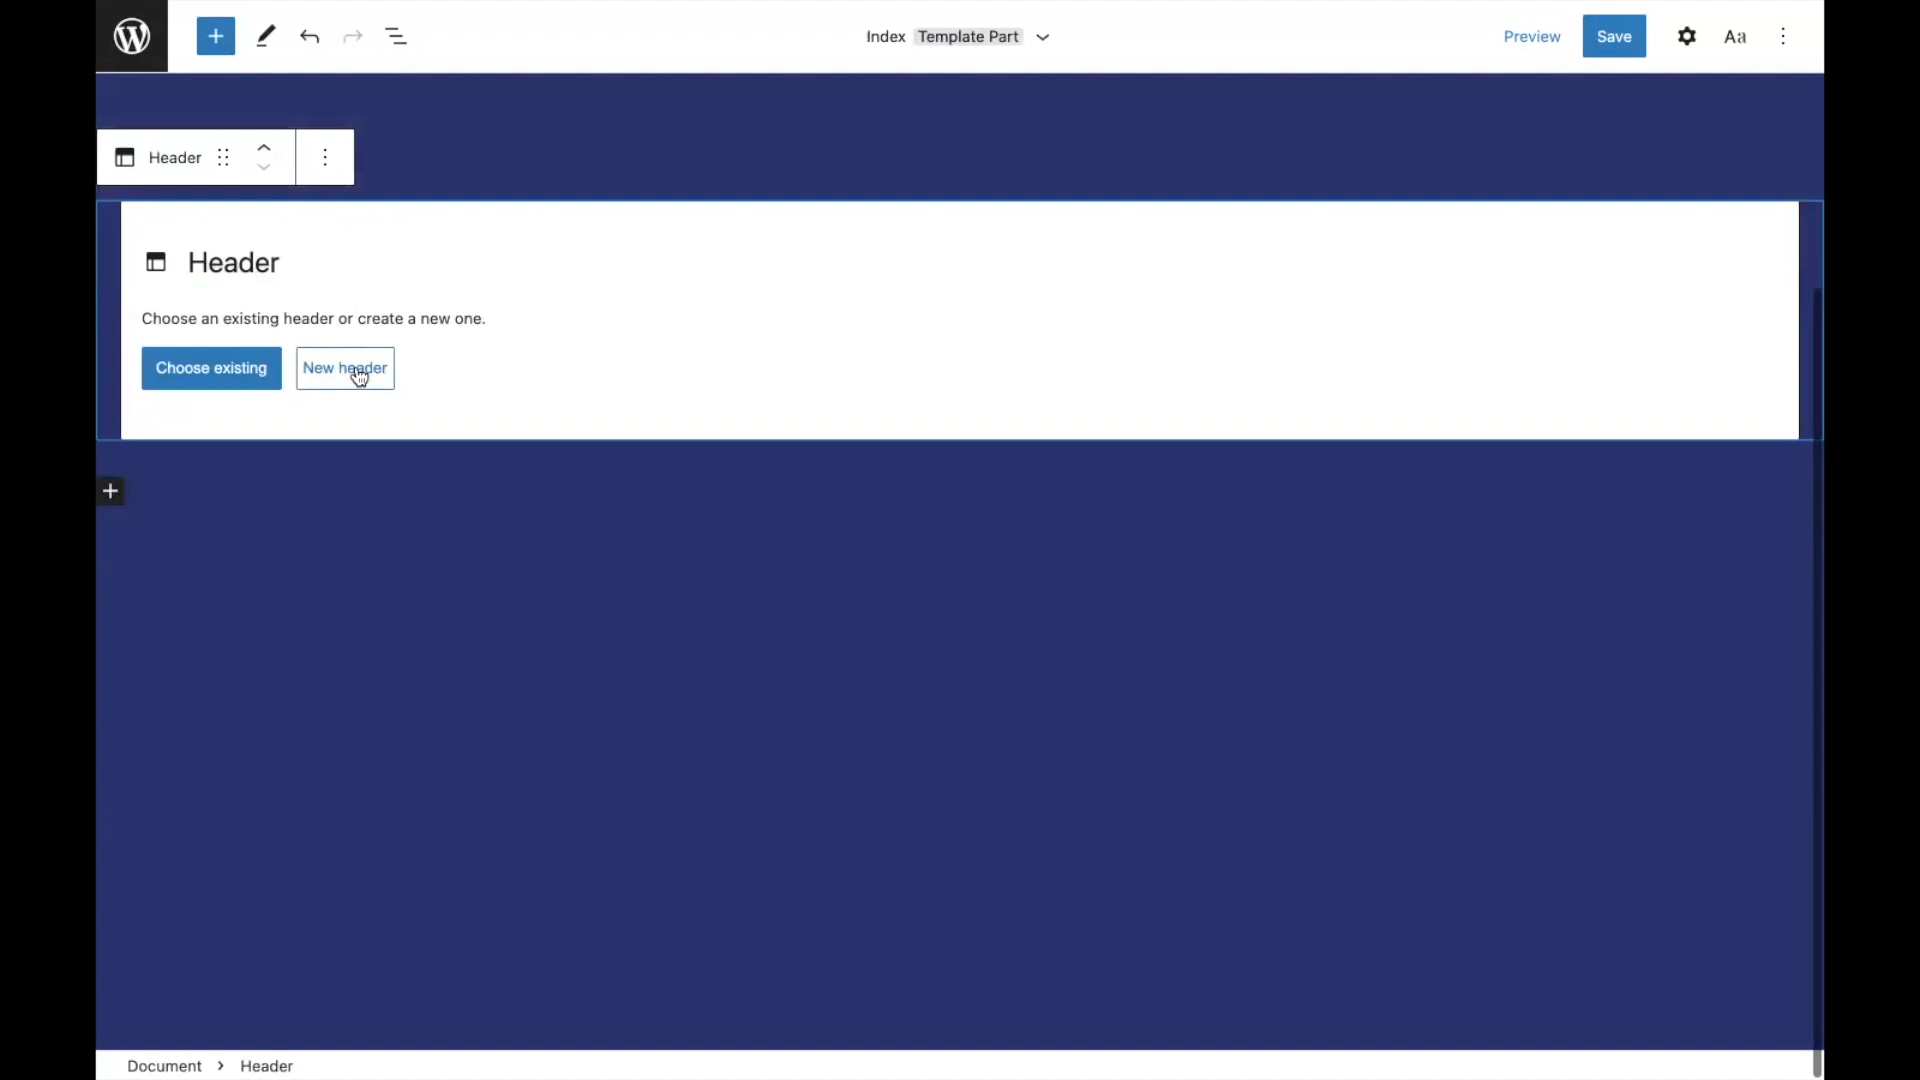 Index Template Part
Preview
Save
Aa
Header
Header
Choose an existing header or create a new one.
Choose existing
New header
Document > Header